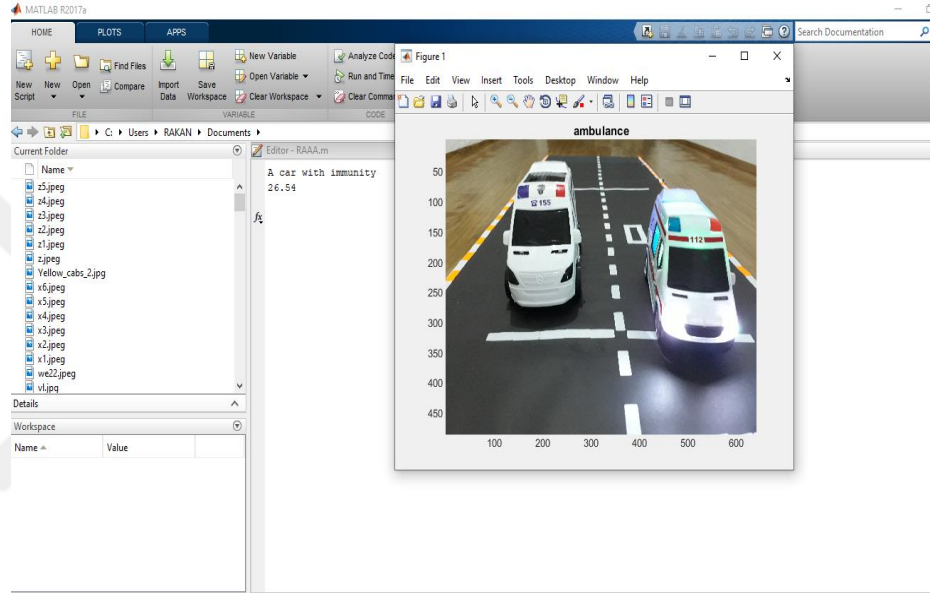 MATLAB R2017a
HOME PLOTS APPS
Search Documentation
New Script
New
Open
Find Files
Compare
Import Data
Save Workspace
New Variable
Open Variable
Clear Workspace
Analyze Code
Run and Time
Clear Comma
FILE VARIABLE CODE
C: Users RAKAN Documents
Current Folder
Name
z5.jpeg
z4.jpeg
z3.jpeg
z2.jpeg
z1.jpeg
z.jpeg
Yellow_cabs_2.jpg
x6.jpeg
x5.jpeg
x4.jpeg
x3.jpeg
x2.jpeg
x1.jpeg
we22.jpeg
vl.jpg
Details
Workspace
Name Value
Editor - RAAA.m
A car with immunity
26.54
fx
Figure 1
File Edit View Insert Tools Desktop Window Help
ambulance
50
100
150
200
250
300
350
400
450
100 200 300 400 500 600
155
112